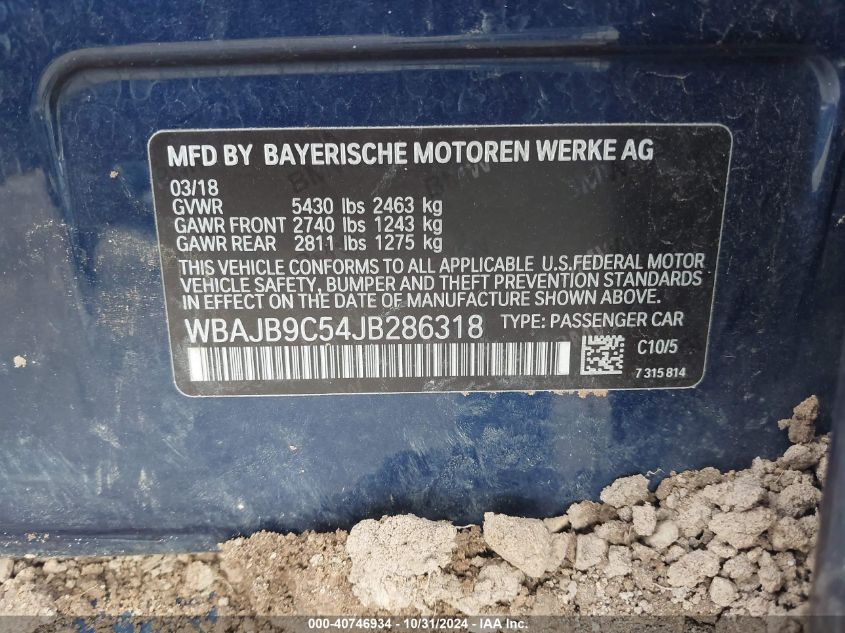 MFD BY BAYERISCHE MOTOREN WERKE AG
03/18
GVWR 5430 lbs 2463 kg
GAWR FRONT 2740 lbs 1243 kg
GAWR REAR 2811 lbs 1275 kg
THIS VEHICLE CONFORMS TO ALL APPLICABLE U.S.FEDERAL MOTOR
VEHICLE SAFETY, BUMPER AND THEFT PREVENTION STANDARDS
IN EFFECT ON THE DATE OF MANUFACTURE SHOWN ABOVE.
WBAJB9C54JB286318 TYPE: PASSENGER CAR
C10/5
7 315 814
000-40746934 - 10/31/2024 - IAA Inc.